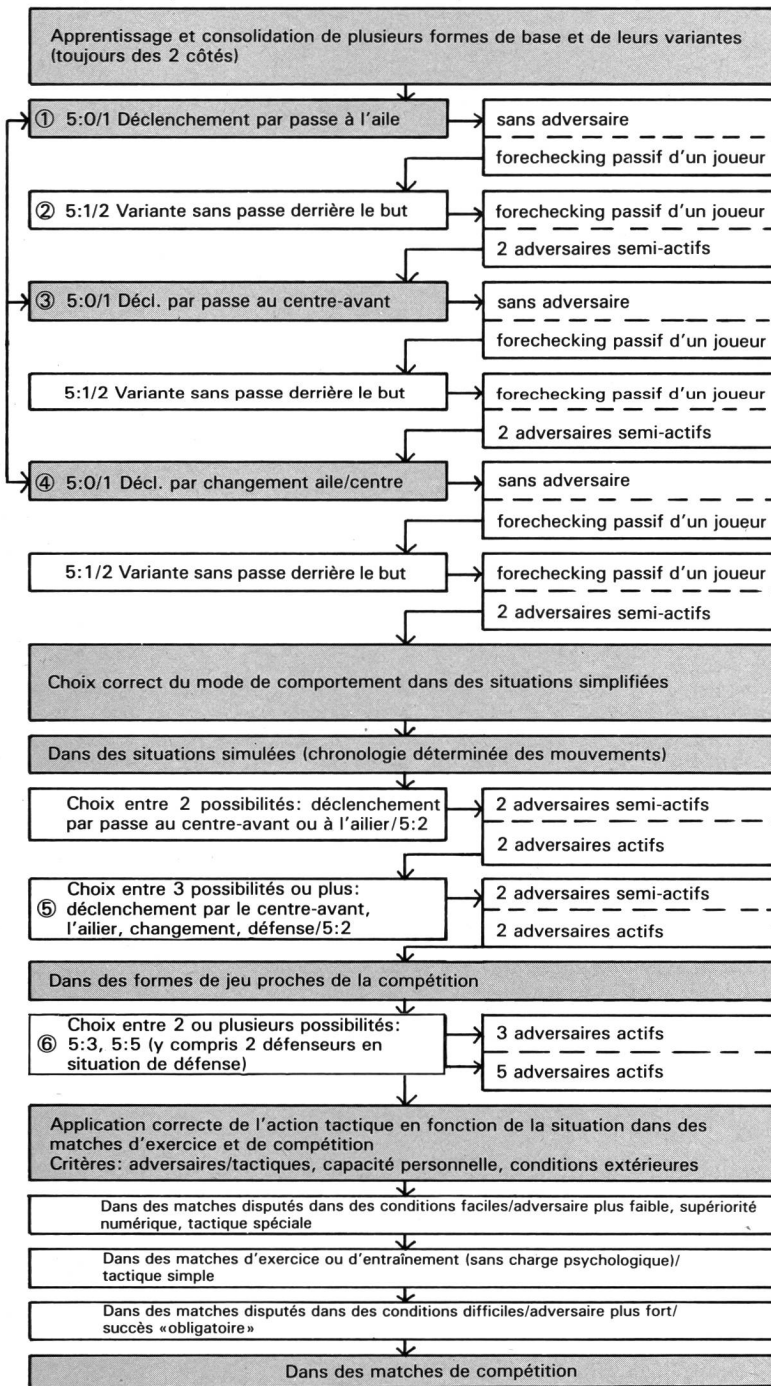 Apprentissage et consolidation de plusieurs formes de base et de leurs variantes
(toujours des 2 côtés)
① 5:0/1 Déclenchement par passe à l'aile
sans adversaire
forechecking passif d'un joueur
② 5:1/2 Variante sans passe derrière le but
forechecking passif d'un joueur
2 adversaires semi-actifs
③ 5:0/1 Décl. par passe au centre-avant
sans adversaire
forechecking passif d'un joueur
5:1/2 Variante sans passe derrière le but
forechecking passif d'un joueur
2 adversaires semi-actifs
④ 5:0/1 Décl. par changement aile/centre
sans adversaire
forechecking passif d'un joueur
5:1/2 Variante sans passe derrière le but
forechecking passif d'un joueur
2 adversaires semi-actifs
Choix correct du mode de comportement dans des situations simplifiées
Dans des situations simulées (chronologie déterminée des mouvements)
Choix entre 2 possibilités: déclenchement
par passe au centre-avant ou à l'ailier/5:2
2 adversaires semi-actifs
2 adversaires actifs
⑤ Choix entre 3 possibilités ou plus:
déclenchement par le centre-avant,
l'ailier, changement, défense/5:2
2 adversaires semi-actifs
2 adversaires actifs
Dans des formes de jeu proches de la compétition
⑥ Choix entre 2 ou plusieurs possibilités:
5:3, 5:5 (y compris 2 défenseurs en
situation de défense)
3 adversaires actifs
5 adversaires actifs
Application correcte de l'action tactique en fonction de la situation dans des
matches d'exercice et de compétition
Critères: adversaires/tactiques, capacité personnelle, conditions extérieures
Dans des matches disputés dans des conditions faciles/adversaire plus faible, supériorité
numérique, tactique spéciale
Dans des matches d'exercice ou d'entraînement (sans charge psychologique)/
tactique simple
Dans des matches disputés dans des conditions difficiles/adversaire plus fort/
succès «obligatoire»
Dans des matches de compétition